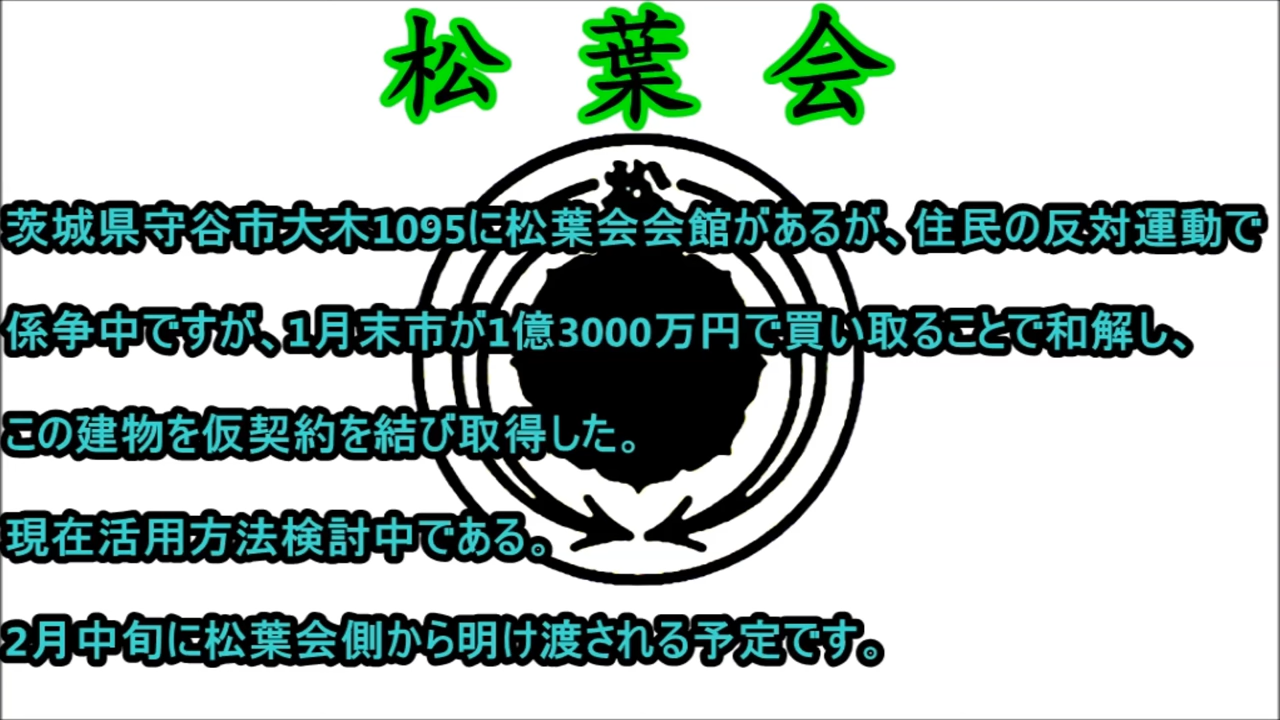 松葉会
松
茨城県守谷市大木1095に松葉会会館があるが、住民の反対運動で
係争中ですが、1月末市が1億3000万円で買い取ることで和解し、
この建物を仮契約を結び取得した。
現在活用方法検討中である。
2月中旬に松葉会側から明け渡される予定です。